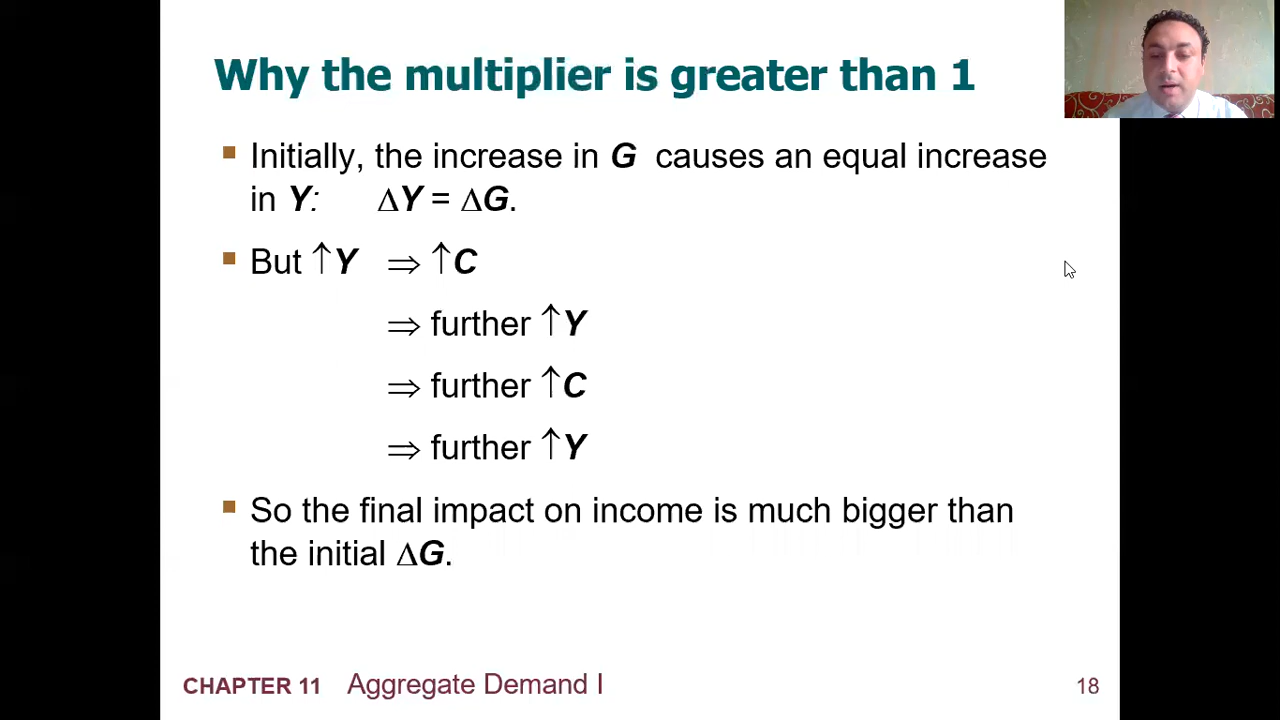 Why the multiplier is greater than 1
▪ Initially, the increase in G causes an equal increase
in Y: ΔY = ΔG.
▪ But ↑Y ⇒ ↑C
⇒ further ↑Y
⇒ further ↑C
⇒ further ↑Y
▪ So the final impact on income is much bigger than
the initial ΔG.
CHAPTER 11 Aggregate Demand I
18